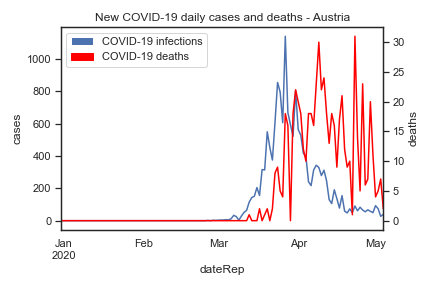 New COVID-19 daily cases and deaths - Austria
COVID-19 infections
COVID-19 deaths
1000
800
600
400
200
0
cases
30
25
20
15
10
5
0
deaths
Jan Feb Mar Apr May
2020
dateRep